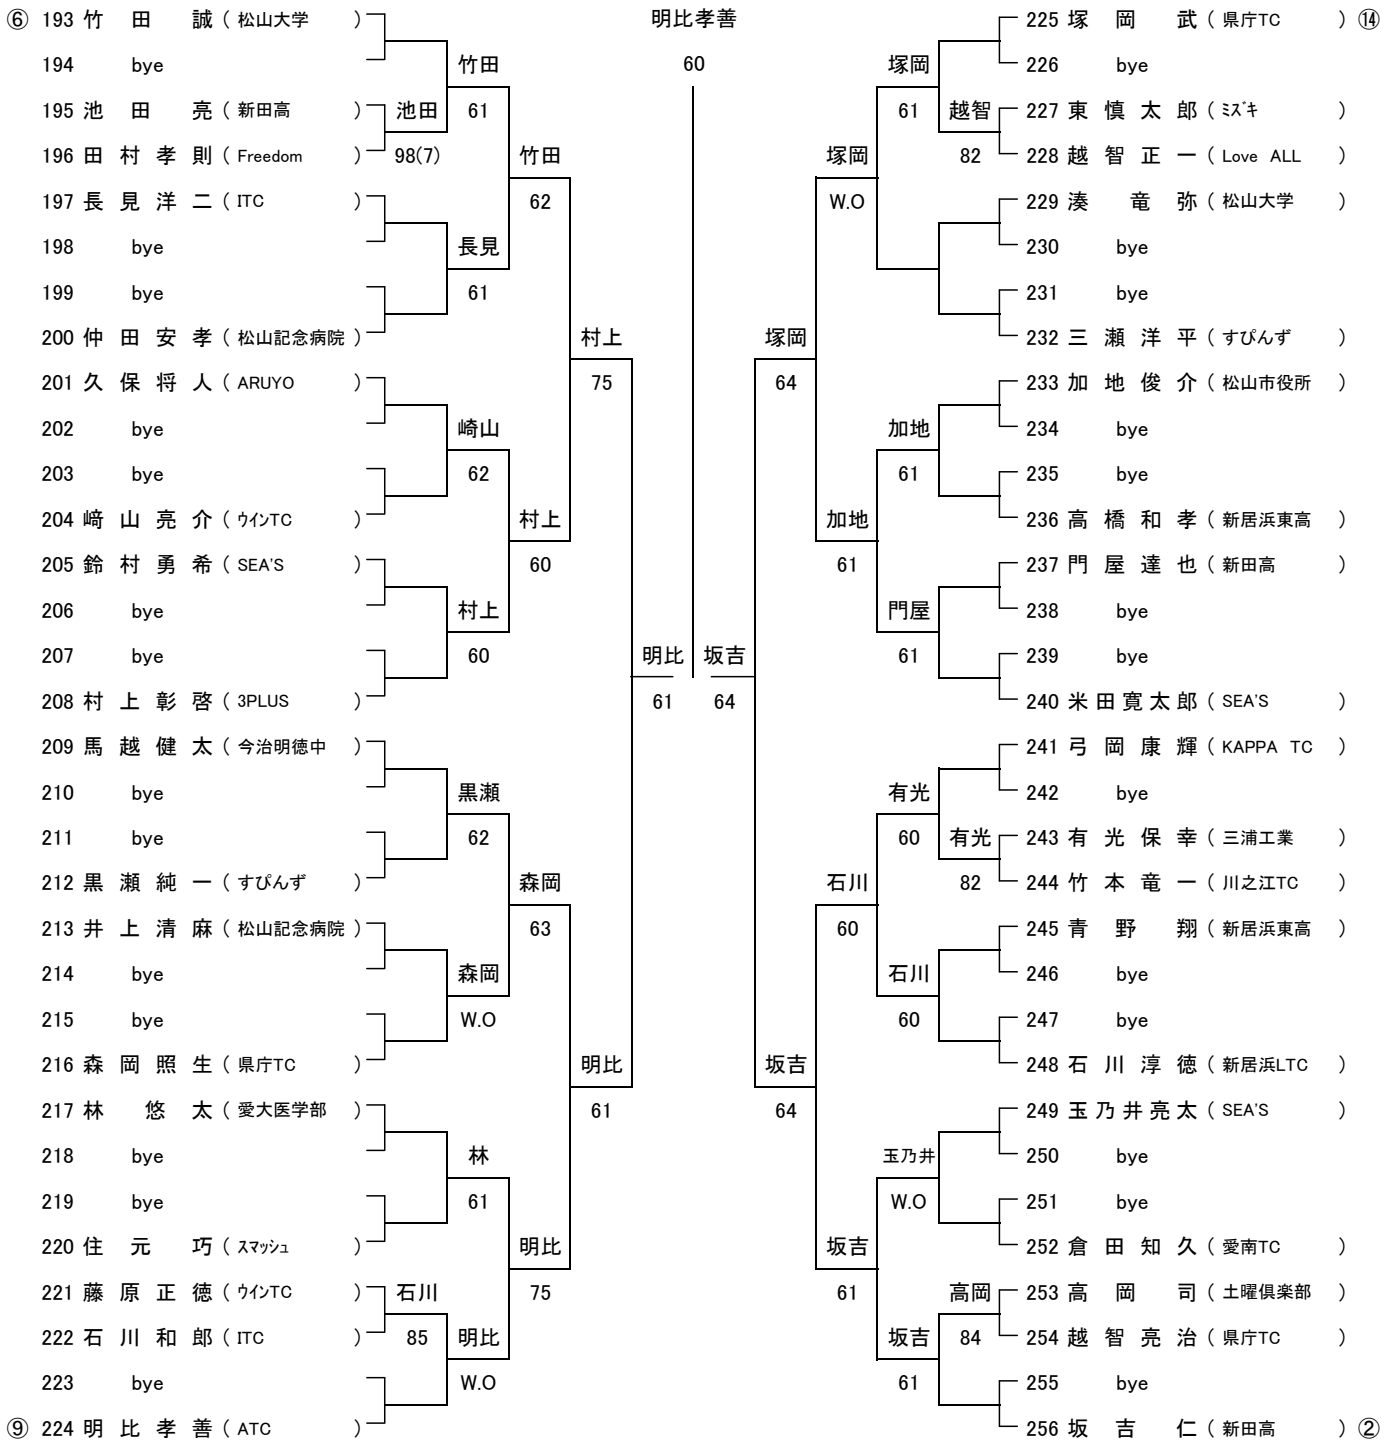 明比孝善
60
⑥ 193 竹田 誠 ( 松山大学 )
194 bye
竹田
61
195 池田 亮 ( 新田高 )
池田
98(7)
196 田村孝則 ( Freedom )
竹田
62
197 長見洋二 ( ITC )
198 bye
長見
61
199 bye
200 仲田安孝 ( 松山記念病院 )
村上
75
201 久保将人 ( ARUYO )
202 bye
崎山
62
203 bye
204 﨑山亮介 ( ウインTC )
村上
60
205 鈴村勇希 ( SEA'S )
206 bye
村上
60
207 bye
208 村上彰啓 ( 3PLUS )
明比
61
209 馬越健太 ( 今治明徳中 )
210 bye
黒瀬
62
211 bye
212 黒瀬純一 ( すぴんず )
森岡
63
213 井上清麻 ( 松山記念病院 )
214 bye
森岡
W.O
215 bye
216 森岡照生 ( 県庁TC )
明比
61
217 林 悠太 ( 愛大医学部 )
218 bye
林
61
219 bye
220 住元 巧 ( スマッシュ )
明比
75
221 藤原正徳 ( ウインTC )
石川
85
222 石川和郎 ( ITC )
明比
W.O
223 bye
⑨ 224 明比孝善 ( ATC )
225 塚岡 武 ( 県庁TC ) ⑭
226 bye
塚岡
61
227 東慎太郎 ( ミズキ )
越智
82
228 越智正一 ( Love ALL )
塚岡
W.O
229 湊 竜弥 ( 松山大学 )
230 bye
231 bye
232 三瀬洋平 ( すぴんず )
塚岡
64
233 加地俊介 ( 松山市役所 )
234 bye
加地
61
235 bye
236 高橋和孝 ( 新居浜東高 )
加地
61
237 門屋達也 ( 新田高 )
238 bye
門屋
61
239 bye
240 米田寛太郎 ( SEA'S )
坂吉
64
241 弓岡康輝 ( KAPPA TC )
242 bye
有光
60
243 有光保幸 ( 三浦工業 )
有光
82
244 竹本竜一 ( 川之江TC )
石川
60
245 青野 翔 ( 新居浜東高 )
246 bye
石川
60
247 bye
248 石川淳徳 ( 新居浜LTC )
坂吉
64
249 玉乃井亮太 ( SEA'S )
250 bye
玉乃井
W.O
251 bye
252 倉田知久 ( 愛南TC )
坂吉
61
253 高岡 司 ( 土曜倶楽部 )
高岡
84
254 越智亮治 ( 県庁TC )
坂吉
61
255 bye
256 坂吉 仁 ( 新田高 ) ②